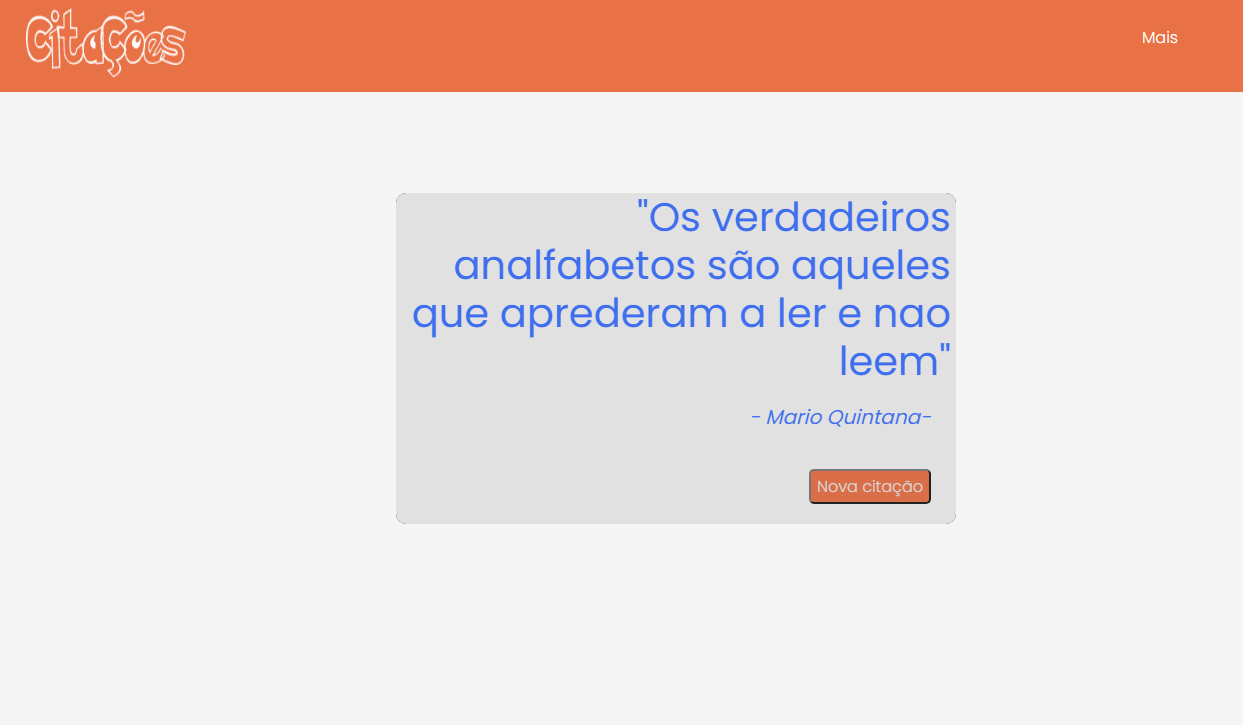 Citações
Mais
"Os verdadeiros
analfabetos são aqueles
que aprederam a ler e nao
leem"
- Mario Quintana-
Nova citação